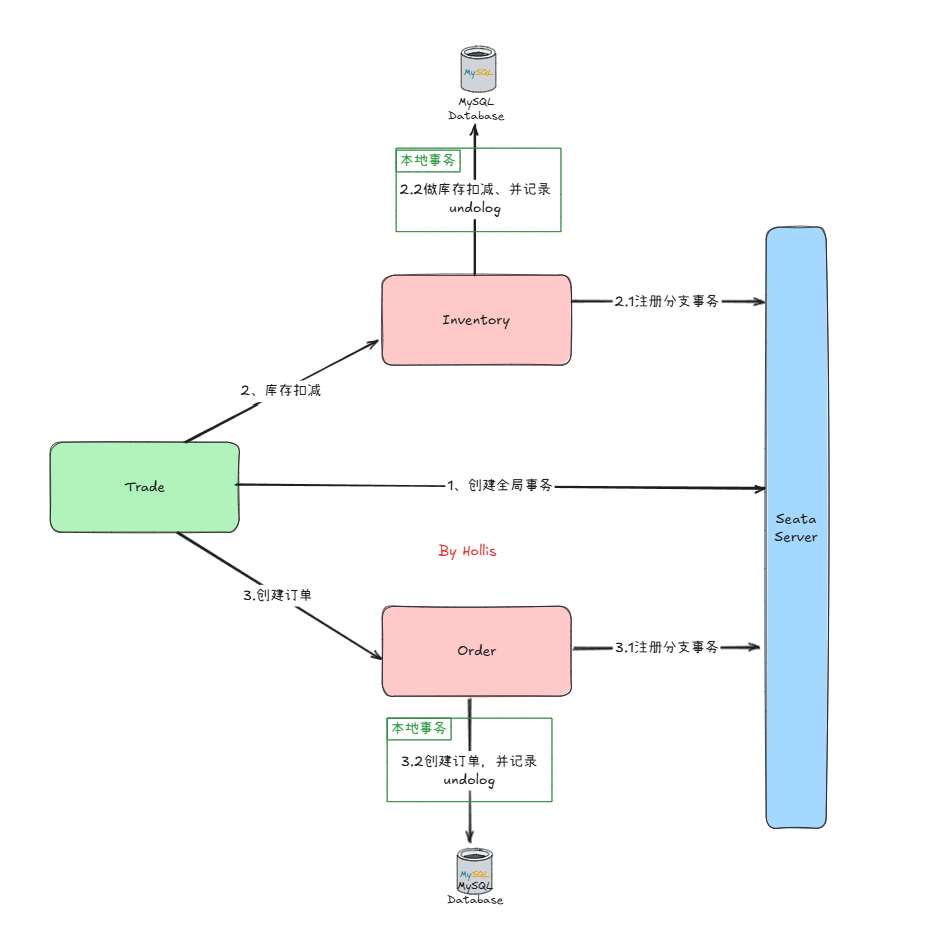 MySQL
MySQL
Database
本地事务
2.2做库存扣减、并记录
undolog
Inventory
2.1注册分支事务
2、库存扣减
Trade
1、创建全局事务
Seata
Server
By Hollis
3.创建订单
Order
3.1注册分支事务
本地事务
3.2创建订单，并记录
undolog
MySQL
MySQL
Database